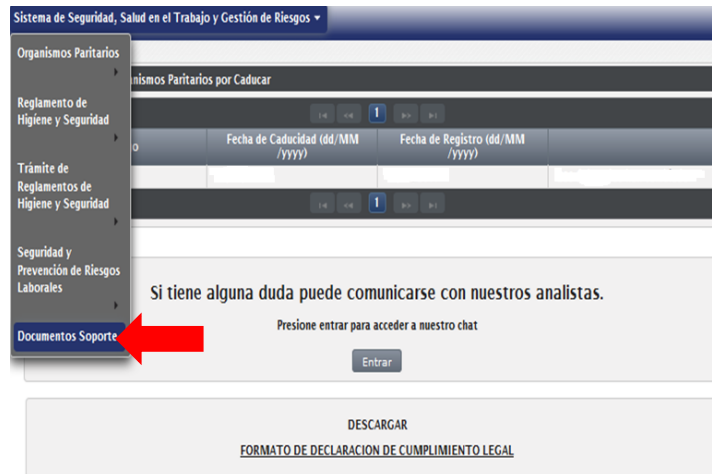 Sistema de Seguridad, Salud en el Trabajo y Gestión de Riesgos
Organismos Paritarios
Reglamento de
Higiene y Seguridad
Trámite de
Reglamentos de
Higiene y Seguridad
Seguridad y
Prevención de Riesgos
Laborales
Documentos Soporte
nismos Paritarios por Caducar
1
o
Fecha de Caducidad (dd/MM
/yyyy)
Fecha de Registro (dd/MM
/yyyy)
1
Si tiene alguna duda puede comunicarse con nuestros analistas.
Presione entrar para acceder a nuestro chat
Entrar
DESCARGAR
FORMATO DE DECLARACION DE CUMPLIMIENTO LEGAL